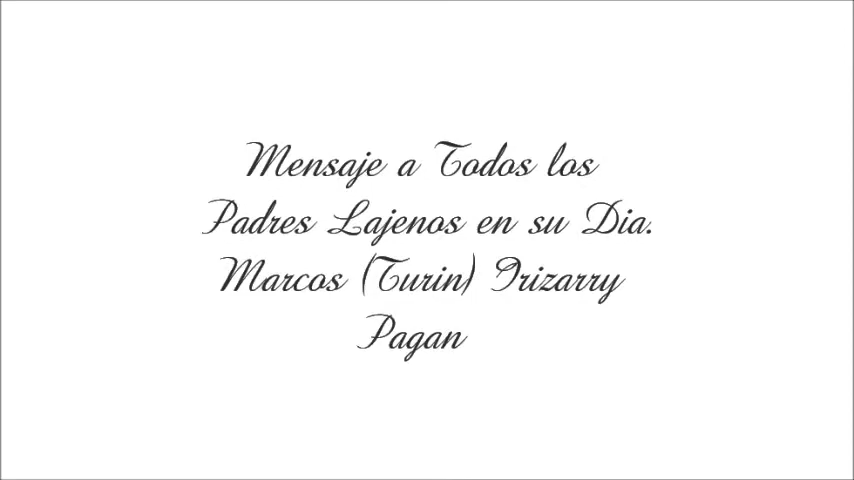 Mensaje a Todos los
Padres Lajenos en su Dia.
Marcos (Turin) Irizarry
Pagan